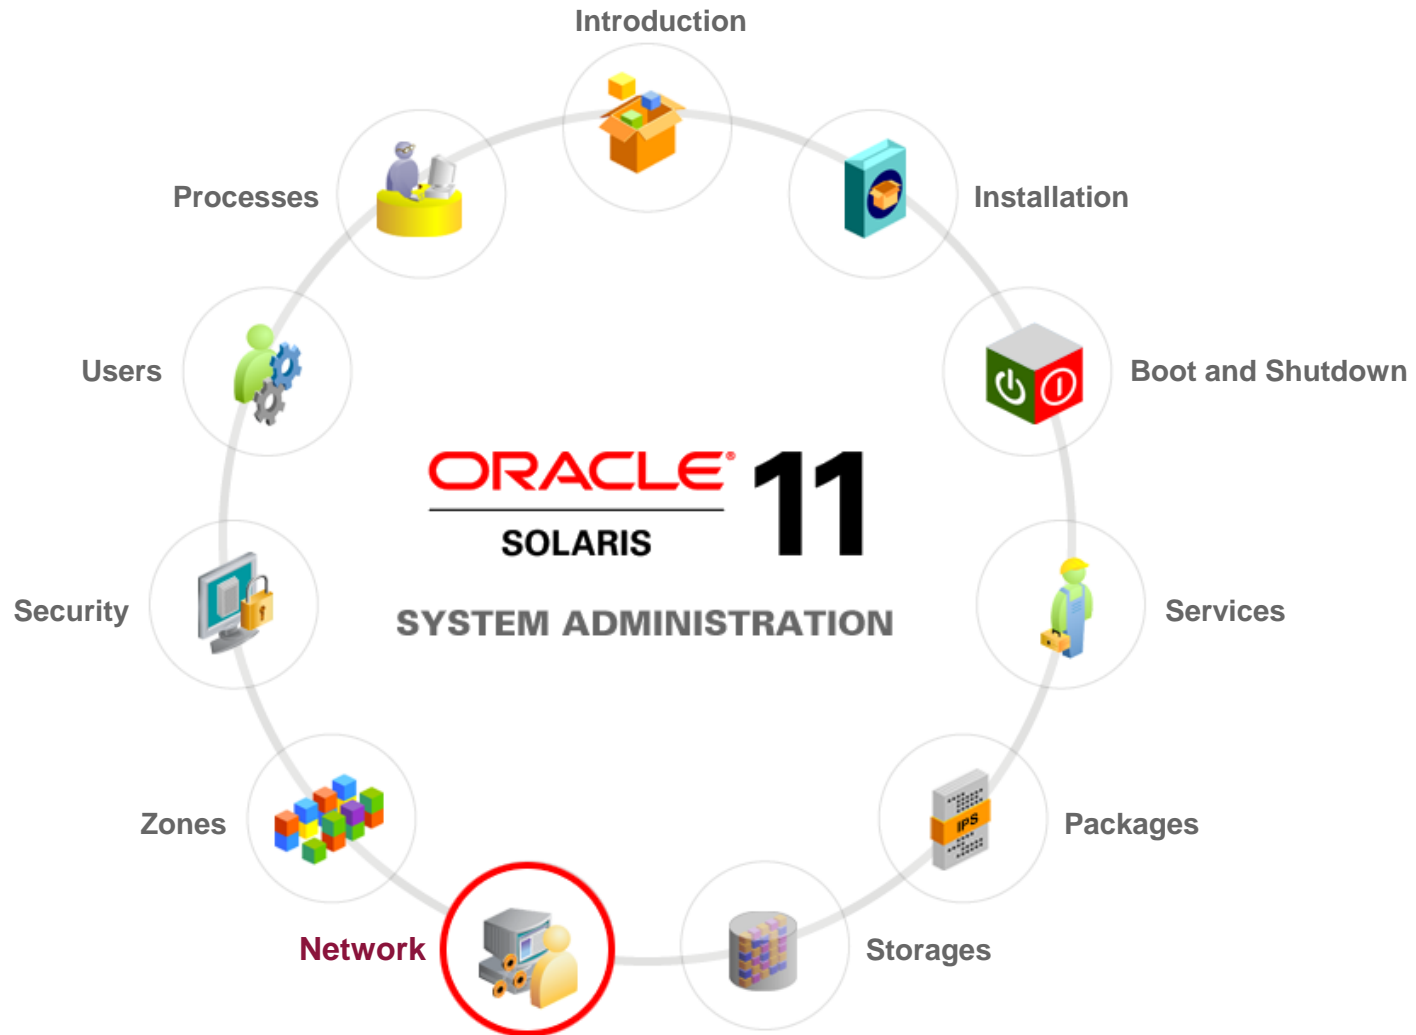 Introduction
Processes
Installation
Users
Boot and Shutdown
ORACLE® 11
SOLARIS
SYSTEM ADMINISTRATION
Security
Services
Zones
IPS
Packages
Network
Storages